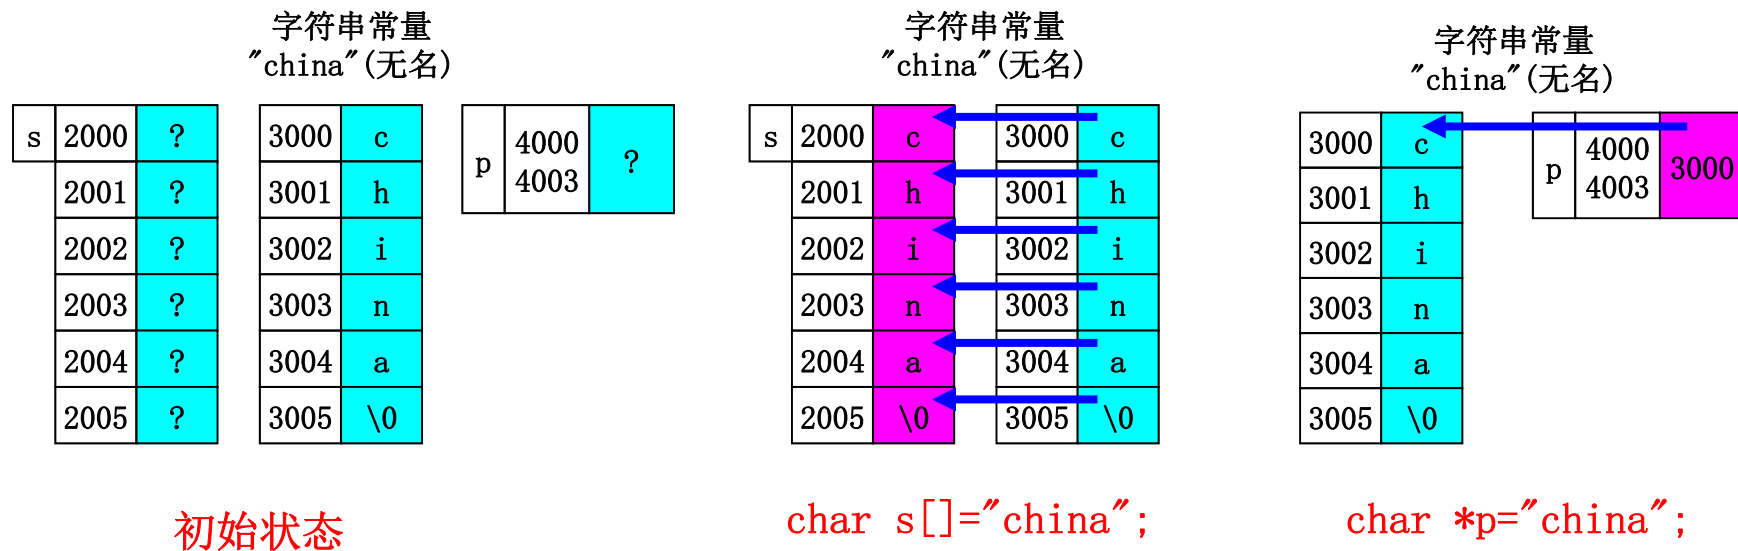 字符串常量
"china"(无名)
s 2000 ? 3000 c p 4000 4003 ?
2001 ? 3001 h
2002 ? 3002 i
2003 ? 3003 n
2004 ? 3004 a
2005 ? 3005 \0
初始状态
字符串常量
"china"(无名)
s 2000 c 3000 c
2001 h 3001 h
2002 i 3002 i
2003 n 3003 n
2004 a 3004 a
2005 \0 3005 \0
char s[]="china";
字符串常量
"china"(无名)
3000 c p 4000 4003 3000
3001 h
3002 i
3003 n
3004 a
3005 \0
char *p="china";